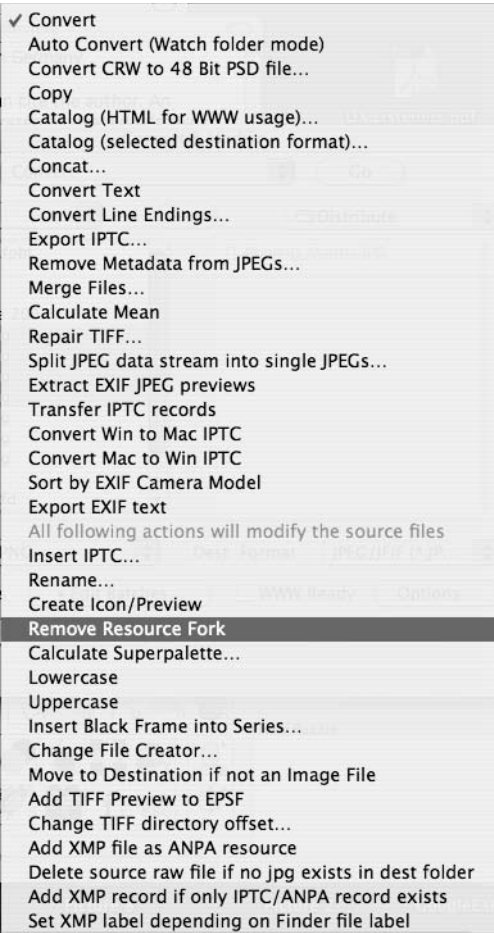 ✓ Convert
Auto Convert (Watch folder mode)
Convert CRW to 48 Bit PSD file...
Copy
Catalog (HTML for WWW usage)...
Catalog (selected destination format)...
Concat...
Convert Text
Convert Line Endings...
Export IPTC...
Remove Metadata from JPEGs...
Merge Files...
Calculate Mean
Repair TIFF...
Split JPEG data stream into single JPEGs...
Extract EXIF JPEG previews
Transfer IPTC records
Convert Win to Mac IPTC
Convert Mac to Win IPTC
Sort by EXIF Camera Model
Export EXIF text
All following actions will modify the source files
Insert IPTC...
Rename...
Create Icon/Preview
Remove Resource Fork
Calculate Superpalette...
Lowercase
Uppercase
Insert Black Frame into Series...
Change File Creator...
Move to Destination if not an Image File
Add TIFF Preview to EPSF
Change TIFF directory offset...
Add XMP file as ANPA resource
Delete source raw file if no jpg exists in dest folder
Add XMP record if only IPTC/ANPA record exists
Set XMP label depending on Finder file label